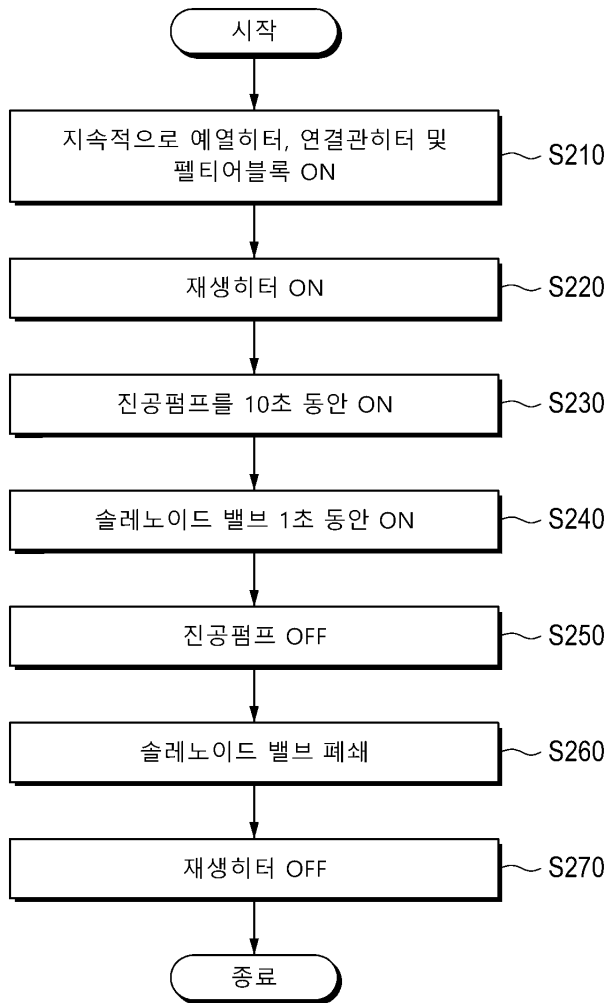 시작
지속적으로 예열히터, 연결관히터 및
펠티어블록 ON
S210
재생히터 ON
S220
진공펌프를 10초 동안 ON
S230
솔레노이드 밸브 1초 동안 ON
S240
진공펌프 OFF
S250
솔레노이드 밸브 폐쇄
S260
재생히터 OFF
S270
종료